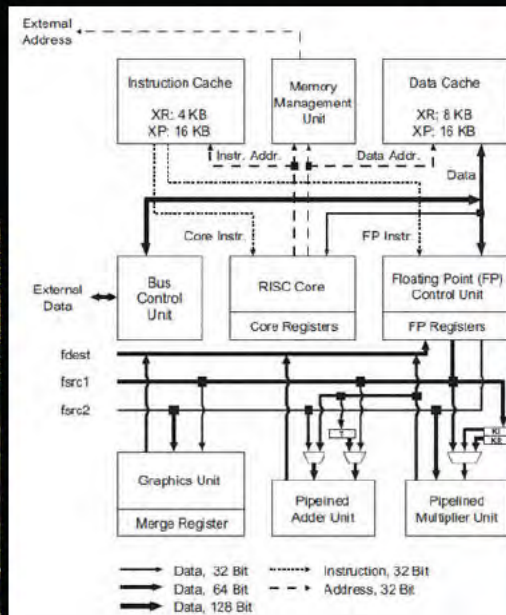 External
Address
Instruction Cache
XR: 4 KB
XP: 16 KB
Memory
Management
Unit
Data Cache
XR: 8 KB
XP: 16 KB
Instr. Addr.
Data Addr.
Data
Core Instr.
FP Instr.
External
Data
Bus
Control
Unit
RISC Core
Core Registers
Floating Point (FP)
Control Unit
FP Registers
fdest
fsrc1
fsrc2
T
K1
K2
Graphics Unit
Merge Register
Pipelined
Adder Unit
Pipelined
Multiplier Unit
Data, 32 Bit
Data, 64 Bit
Data, 128 Bit
Instruction, 32 Bit
Address, 32 Bit